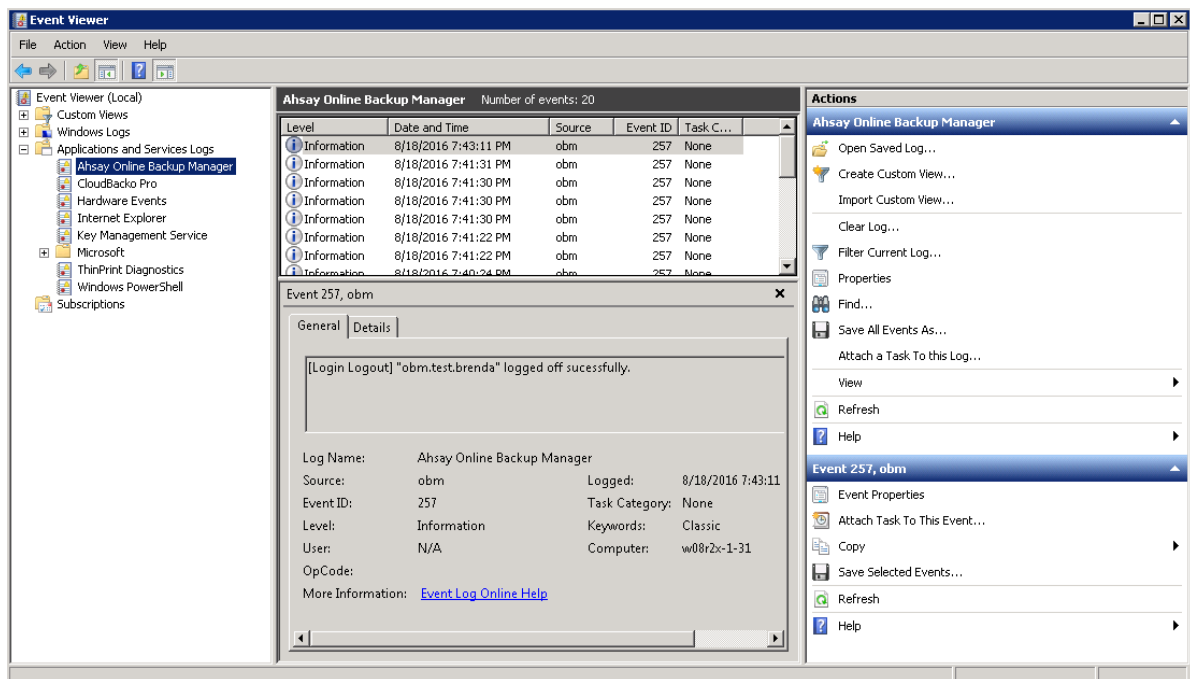 Event Viewer
File Action View Help
Event Viewer (Local)
Custom Views
Windows Logs
Applications and Services Logs
Ahsay Online Backup Manager
CloudBacko Pro
Hardware Events
Internet Explorer
Key Management Service
Microsoft
ThinPrint Diagnostics
Windows PowerShell
Subscriptions
Ahsay Online Backup Manager Number of events: 20
Level Date and Time Source Event ID Task C...
Information 8/18/2016 7:43:11 PM obm 257 None
Information 8/18/2016 7:41:31 PM obm 257 None
Information 8/18/2016 7:41:30 PM obm 257 None
Information 8/18/2016 7:41:30 PM obm 257 None
Information 8/18/2016 7:41:30 PM obm 257 None
Information 8/18/2016 7:41:22 PM obm 257 None
Information 8/18/2016 7:41:22 PM obm 257 None
Information 8/18/2016 7:40:24 PM obm 257 None
Event 257, obm
General Details
[Login Logout] "obm.test.brenda" logged off sucessfully.
Log Name: Ahsay Online Backup Manager
Source: obm Logged: 8/18/2016 7:43:11
Event ID: 257 Task Category: None
Level: Information Keywords: Classic
User: N/A Computer: w08r2x-1-31
OpCode:
More Information: Event Log Online Help
Actions
Ahsay Online Backup Manager
Open Saved Log...
Create Custom View...
Import Custom View...
Clear Log...
Filter Current Log...
Properties
Find...
Save All Events As...
Attach a Task To this Log...
View
Refresh
Help
Event 257, obm
Event Properties
Attach Task To This Event...
Copy
Save Selected Events...
Refresh
Help